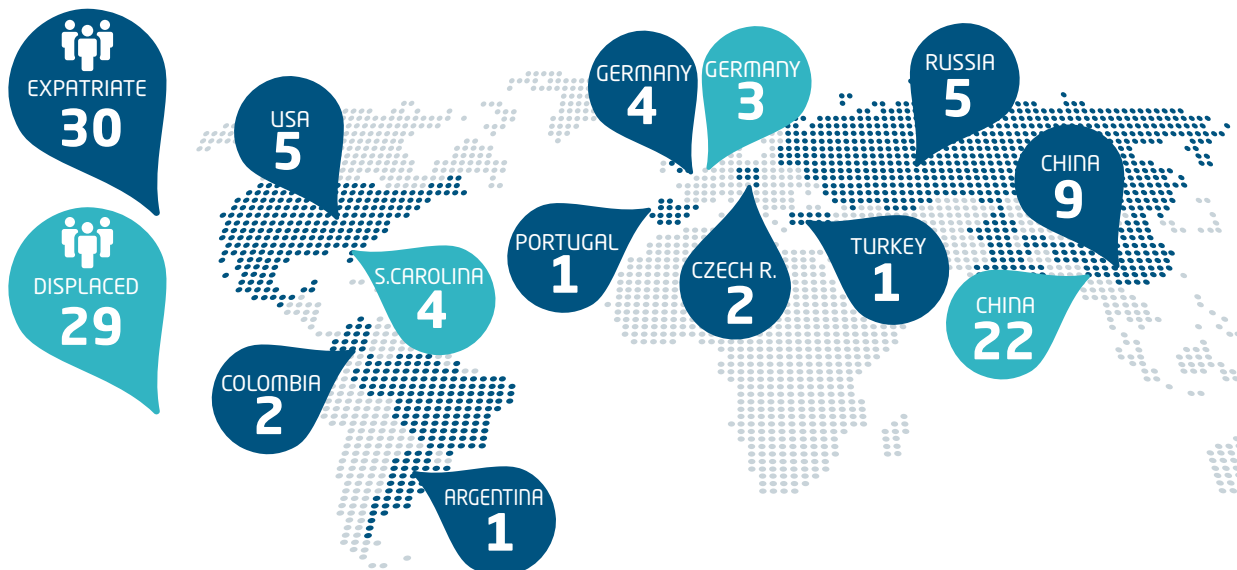 EXPATRIATE
30
DISPLACED
29
USA
5
S.CAROLINA
4
COLOMBIA
2
ARGENTINA
1
GERMANY
4
GERMANY
3
PORTUGAL
1
CZECH R.
2
TURKEY
1
RUSSIA
5
CHINA
9
CHINA
22